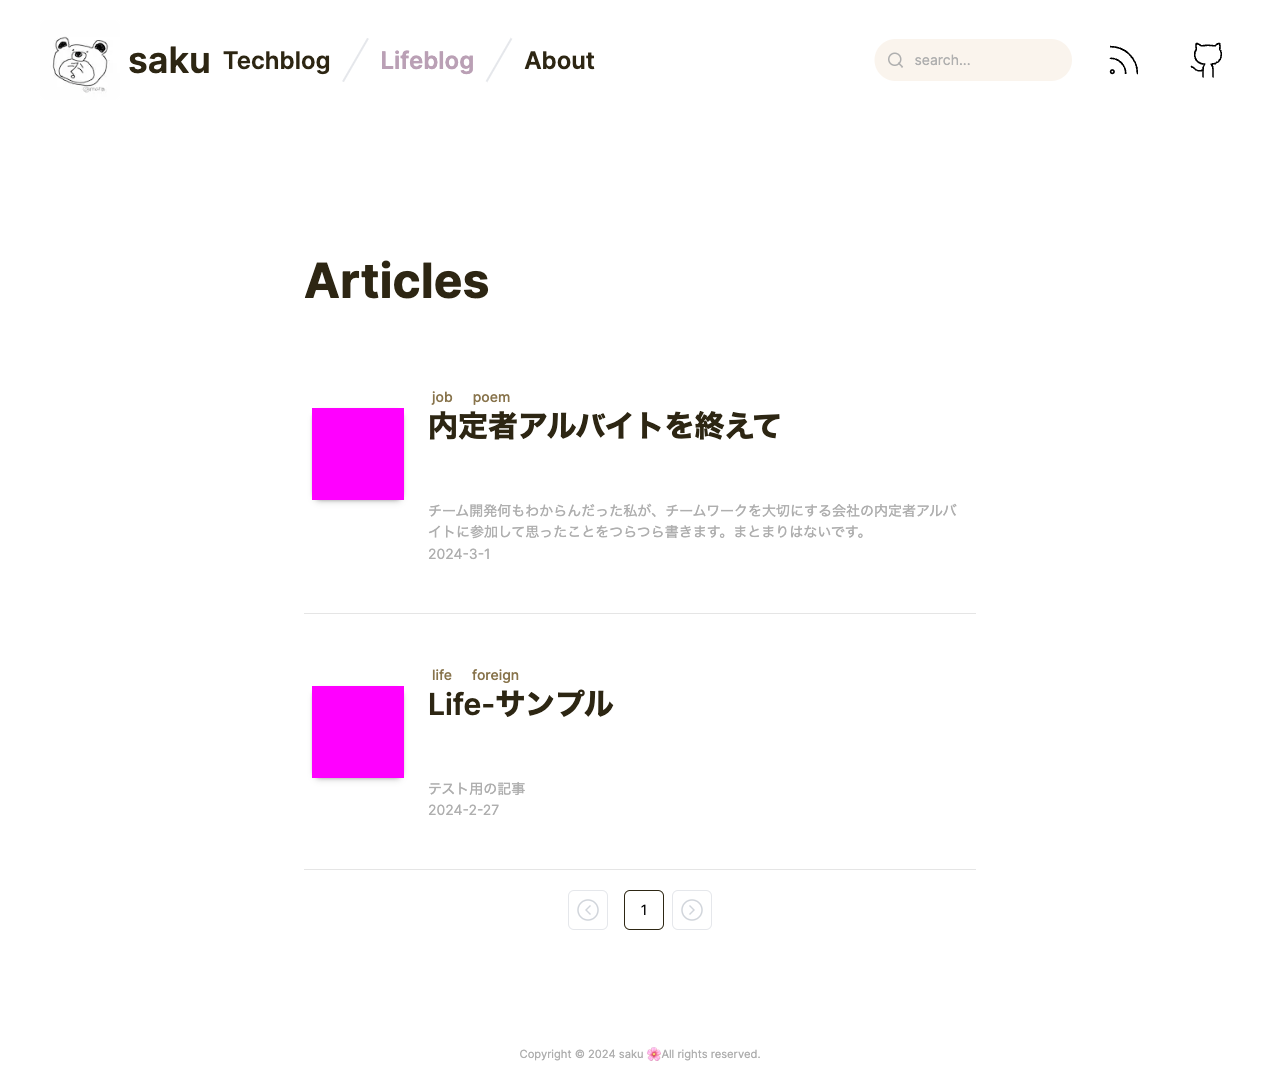 saku Techblog Lifeblog About search...
Articles
job poem
内定者アルバイトを終えて
チーム開発何もわからんだった私が、チームワークを大切にする会社の内定者アルバ
イトに参加して思ったことをつらつら書きます。まとまりはないです。
2024-3-1
life foreign
Life-サンプル
テスト用の記事
2024-2-27
1
Copyright © 2024 saku 🌸All rights reserved.